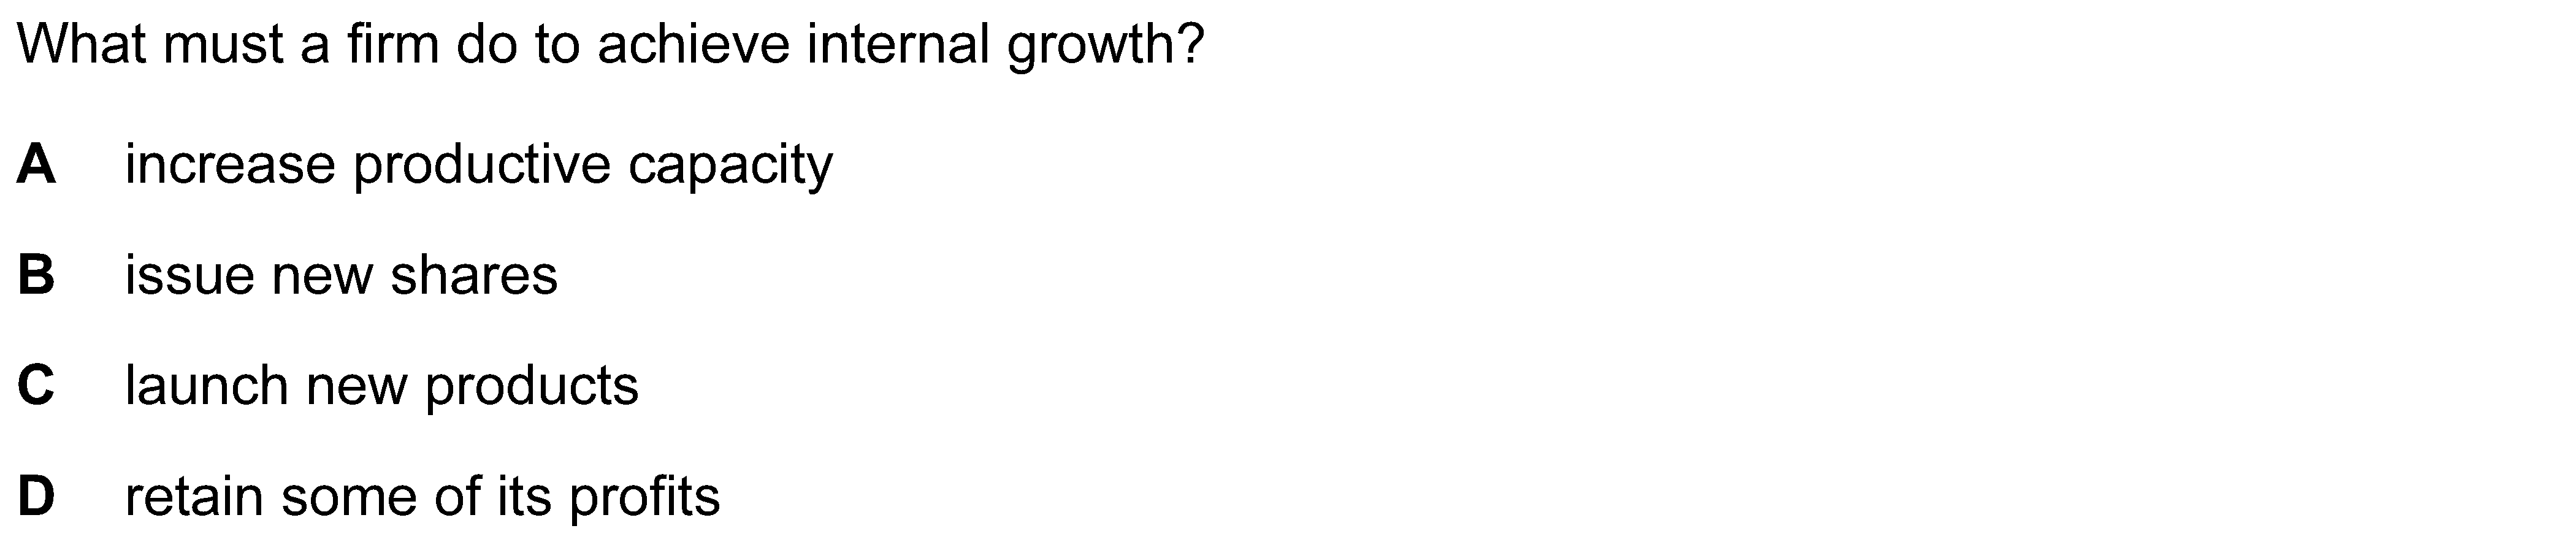 What must a firm do to achieve internal growth?
A increase productive capacity
B issue new shares
C launch new products
D retain some of its profits